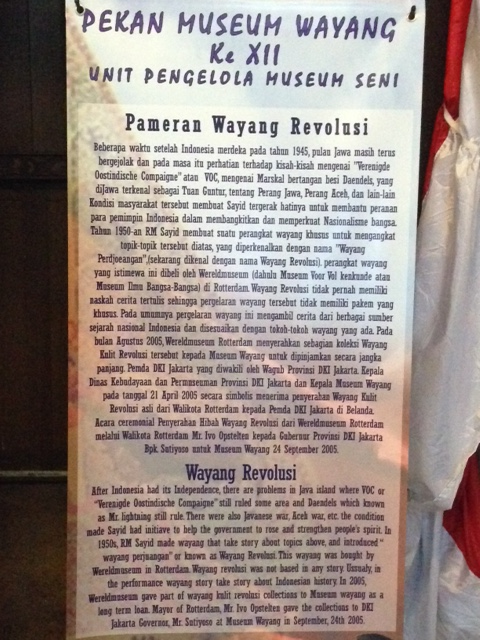 PEKAN MUSEUM WAYANG
Ke XII
UNIT PENGELOLA MUSEUM SENI
Pameran Wayang Revolusi
Beberapa waktu setelah Indonesia merdeka pada tahun 1945, pulau Jawa masih terus
bergejolak dan pada masa itu perhatian terhadap kisah-kisah mengenai "Verenigde
Oostindische Compaigne" atau VOC, mengenai Marskal bertangan besi Daendels, yang
diJawa terkenal sebagai Tuan Guntur, tentang Perang Jawa, Perang Aceh, dan lain-lain
Kondisi masyarakat tersebut membuat Sayid tergerak hatinya untuk membantu peranan
para pemimpin Indonesia dalam membangkitkan dan memperkuat Nasionalisme bangsa.
Tahun 1950-an RM Sayid membuat suatu perangkat wayang khusus untuk mengangkat
topik-topik tersebut diatas, yang diperkenalkan dengan nama "Wayang
Perdjoeangan",(sekarang dikenal dengan nama Wayang Revolusi). perangkat wayang
yang istimewa ini dibeli oleh Wereldmuseum (dahulu Museum Voor Vol kenkunde atau
Museum Ilmu Bangsa-Bangsa) di Rotterdam. Wayang Revolusi tidak pernah memiliki
naskah cerita tertulis sehingga pergelaran wayang tersebut tidak memiliki pakem yang
khusus. Pada umumnya pergelaran wayang ini mengambil cerita dari berbagai sumber
sejarah nasional Indonesia dan disesuaikan dengan tokoh-tokoh wayang yang ada. Pada
bulan Agustus 2005, Wereldmuseum Rotterdam menyerahkan sebagian koleksi Wayang
Kulit Revolusi tersebut kepada Museum Wayang untuk dipinjamkan secara jangka
panjang. Pemda DKI Jakarta yang diwakili oleh Wagub Provinsi DKI Jakarta. Kepala
Dinas Kebudayaan dan Permuseuman Provinsi DKI Jakarta dan Kepala Museum Wayang
pada tanggal 21 April 2005 secara simbolis menerima penyerahan Wayang Kulit
Revolusi asli dari Walikota Rotterdam kepada Pemda DKI Jakarta di Belanda.
Acara ceremonial Penyerahan Hibah Wayang Revolusi dari Wereldmuseum Rotterdam
melalui Walikota Rotterdam Mr. Ivo Opstelten kepada Gubernur Provinsi DKI Jakarta
Bpk. Sutiyoso untuk Museum Wayang 24 September 2005.
Wayang Revolusi
After Indonesia had its Independence, there are problems in Java island where VOC or
"Verenigde Oostindische Compaigne" still ruled some area and Daendels which known
as Mr. lightning still rule. There were also Javanese war, Aceh war, etc. the condition
made Sayid had initiave to help the government to rose and strengthen people's spirit. In
1950s, RM Sayid made wayang that take story about topics above, and introduced "
wayang perjuangan" or known as Wayang Revolusi. This wayang was bought by
Wereldmuseum in Rotterdam. Wayang revolusi was not based in any story. Usually, in
the performance wayang story take story about Indonesian history. In 2005,
Wereldmuseum gave part of wayang kulit revolusi collections to Museum wayang as a
long term loan. Mayor of Rotterdam, Mr. Ivo Opstelten gave the collections to DKI
Jakarta Governor, Mr. Sutiyoso at Museum Wayang in September, 24th 2005.